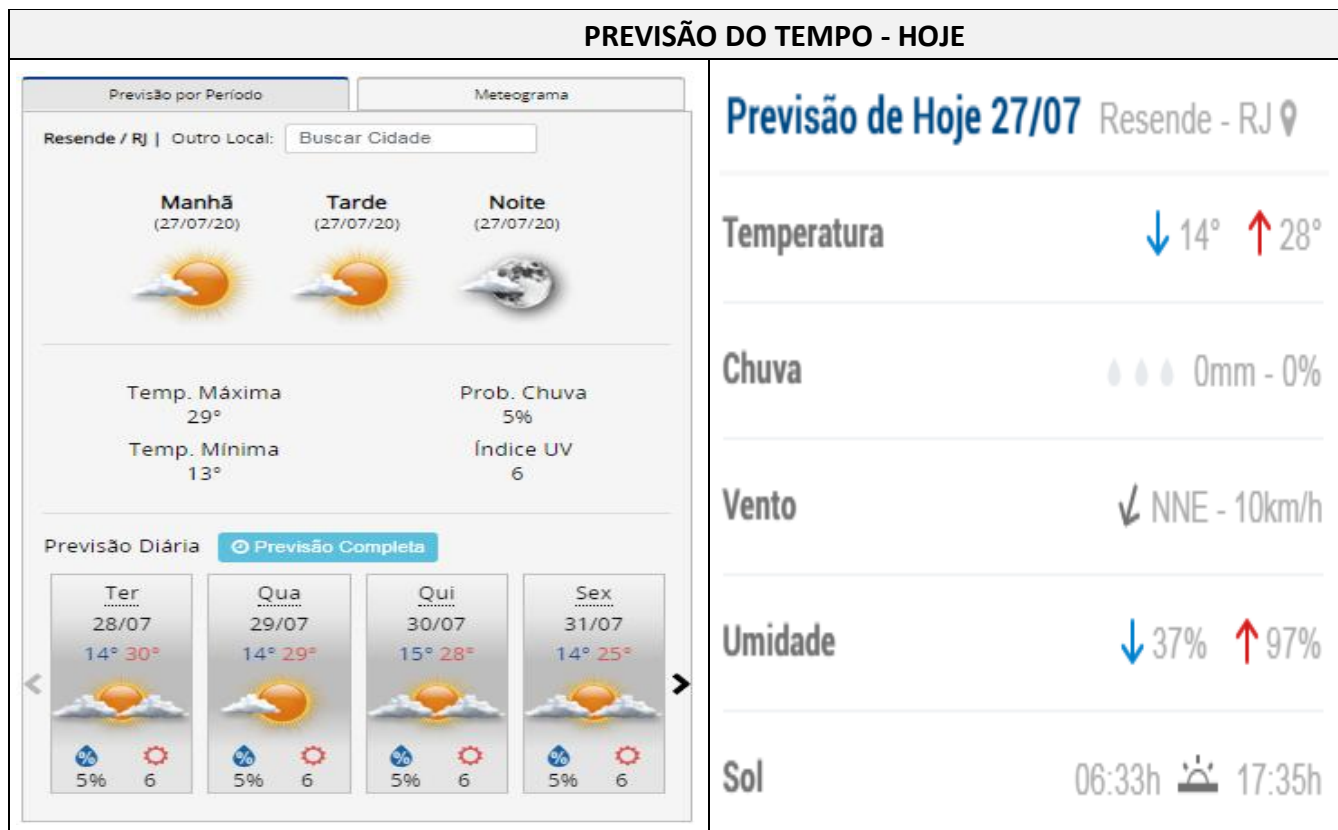 PREVISÃO DO TEMPO - HOJE
Previsão por Período
Meteograma
Resende / RJ | Outro Local: Buscar Cidade
Manhã Tarde Noite
(27/07/20) (27/07/20) (27/07/20)
Temp. Máxima Prob. Chuva
29° 5%
Temp. Mínima Índice UV
13° 6
Previsão Diária Previsão Completa
Ter Qua Qui Sex
28/07 29/07 30/07 31/07
14° 30° 14° 29° 15° 28° 14° 25°
% % % %
5% 6 5% 6 5% 6 5% 6
Previsão de Hoje 27/07 Resende - RJ
Temperatura 14° 28°
Chuva 0mm - 0%
Vento NNE - 10km/h
Umidade 37% 97%
Sol 06:33h 17:35h